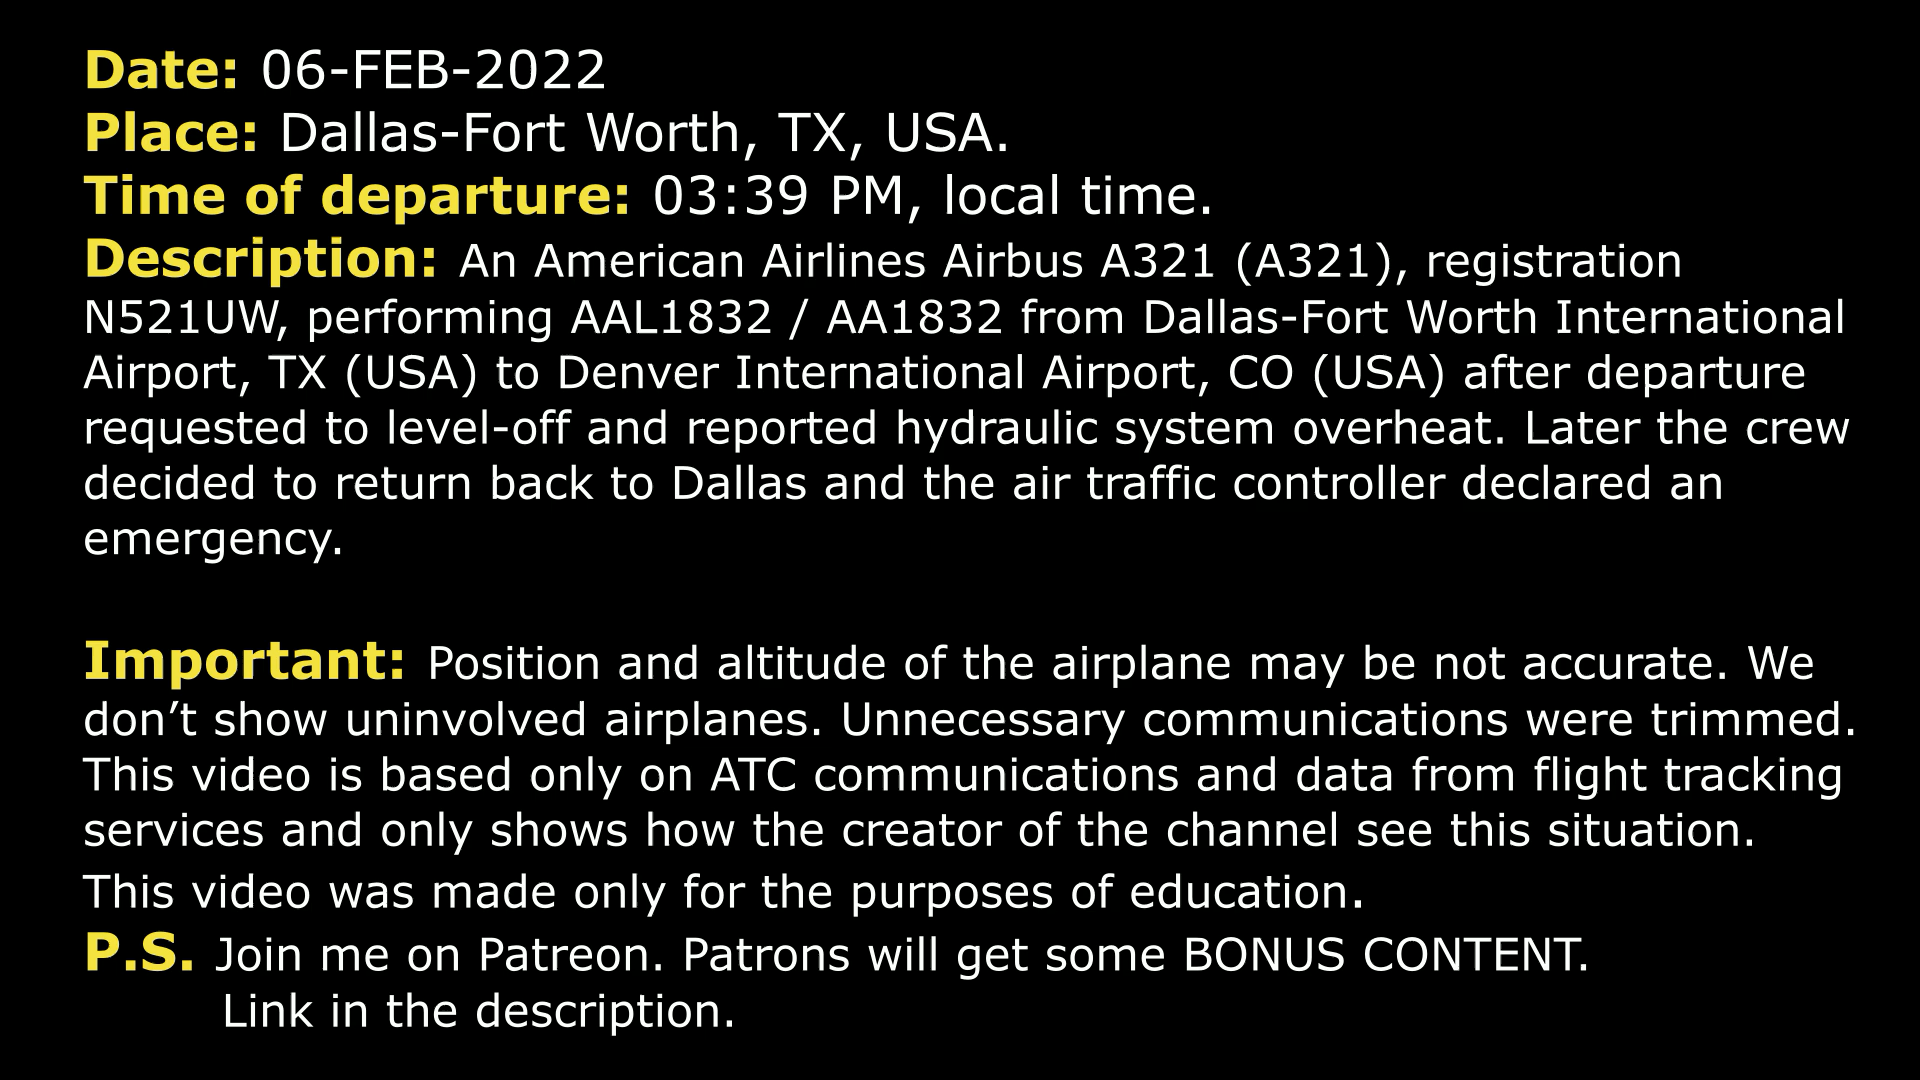 Date: 06-FEB-2022
Place: Dallas-Fort Worth, TX, USA.
Time of departure: 03:39 PM, local time.
Description: An American Airlines Airbus A321 (A321), registration
N521UW, performing AAL1832 / AA1832 from Dallas-Fort Worth International
Airport, TX (USA) to Denver International Airport, CO (USA) after departure
requested to level-off and reported hydraulic system overheat. Later the crew
decided to return back to Dallas and the air traffic controller declared an
emergency.
Important: Position and altitude of the airplane may be not accurate. We
don’t show uninvolved airplanes. Unnecessary communications were trimmed.
This video is based only on ATC communications and data from flight tracking
services and only shows how the creator of the channel see this situation.
This video was made only for the purposes of education.
P.S. Join me on Patreon. Patrons will get some BONUS CONTENT.
Link in the description.